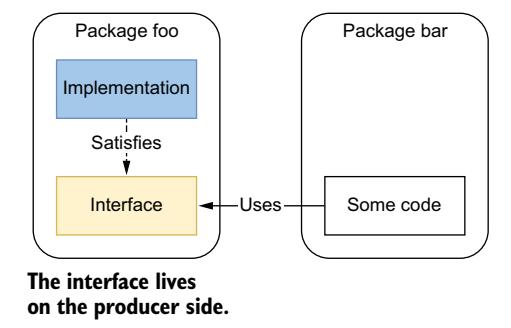 Package foo
Package bar
Implementation
Satisfies
Interface
Uses
Some code
The interface lives
on the producer side.